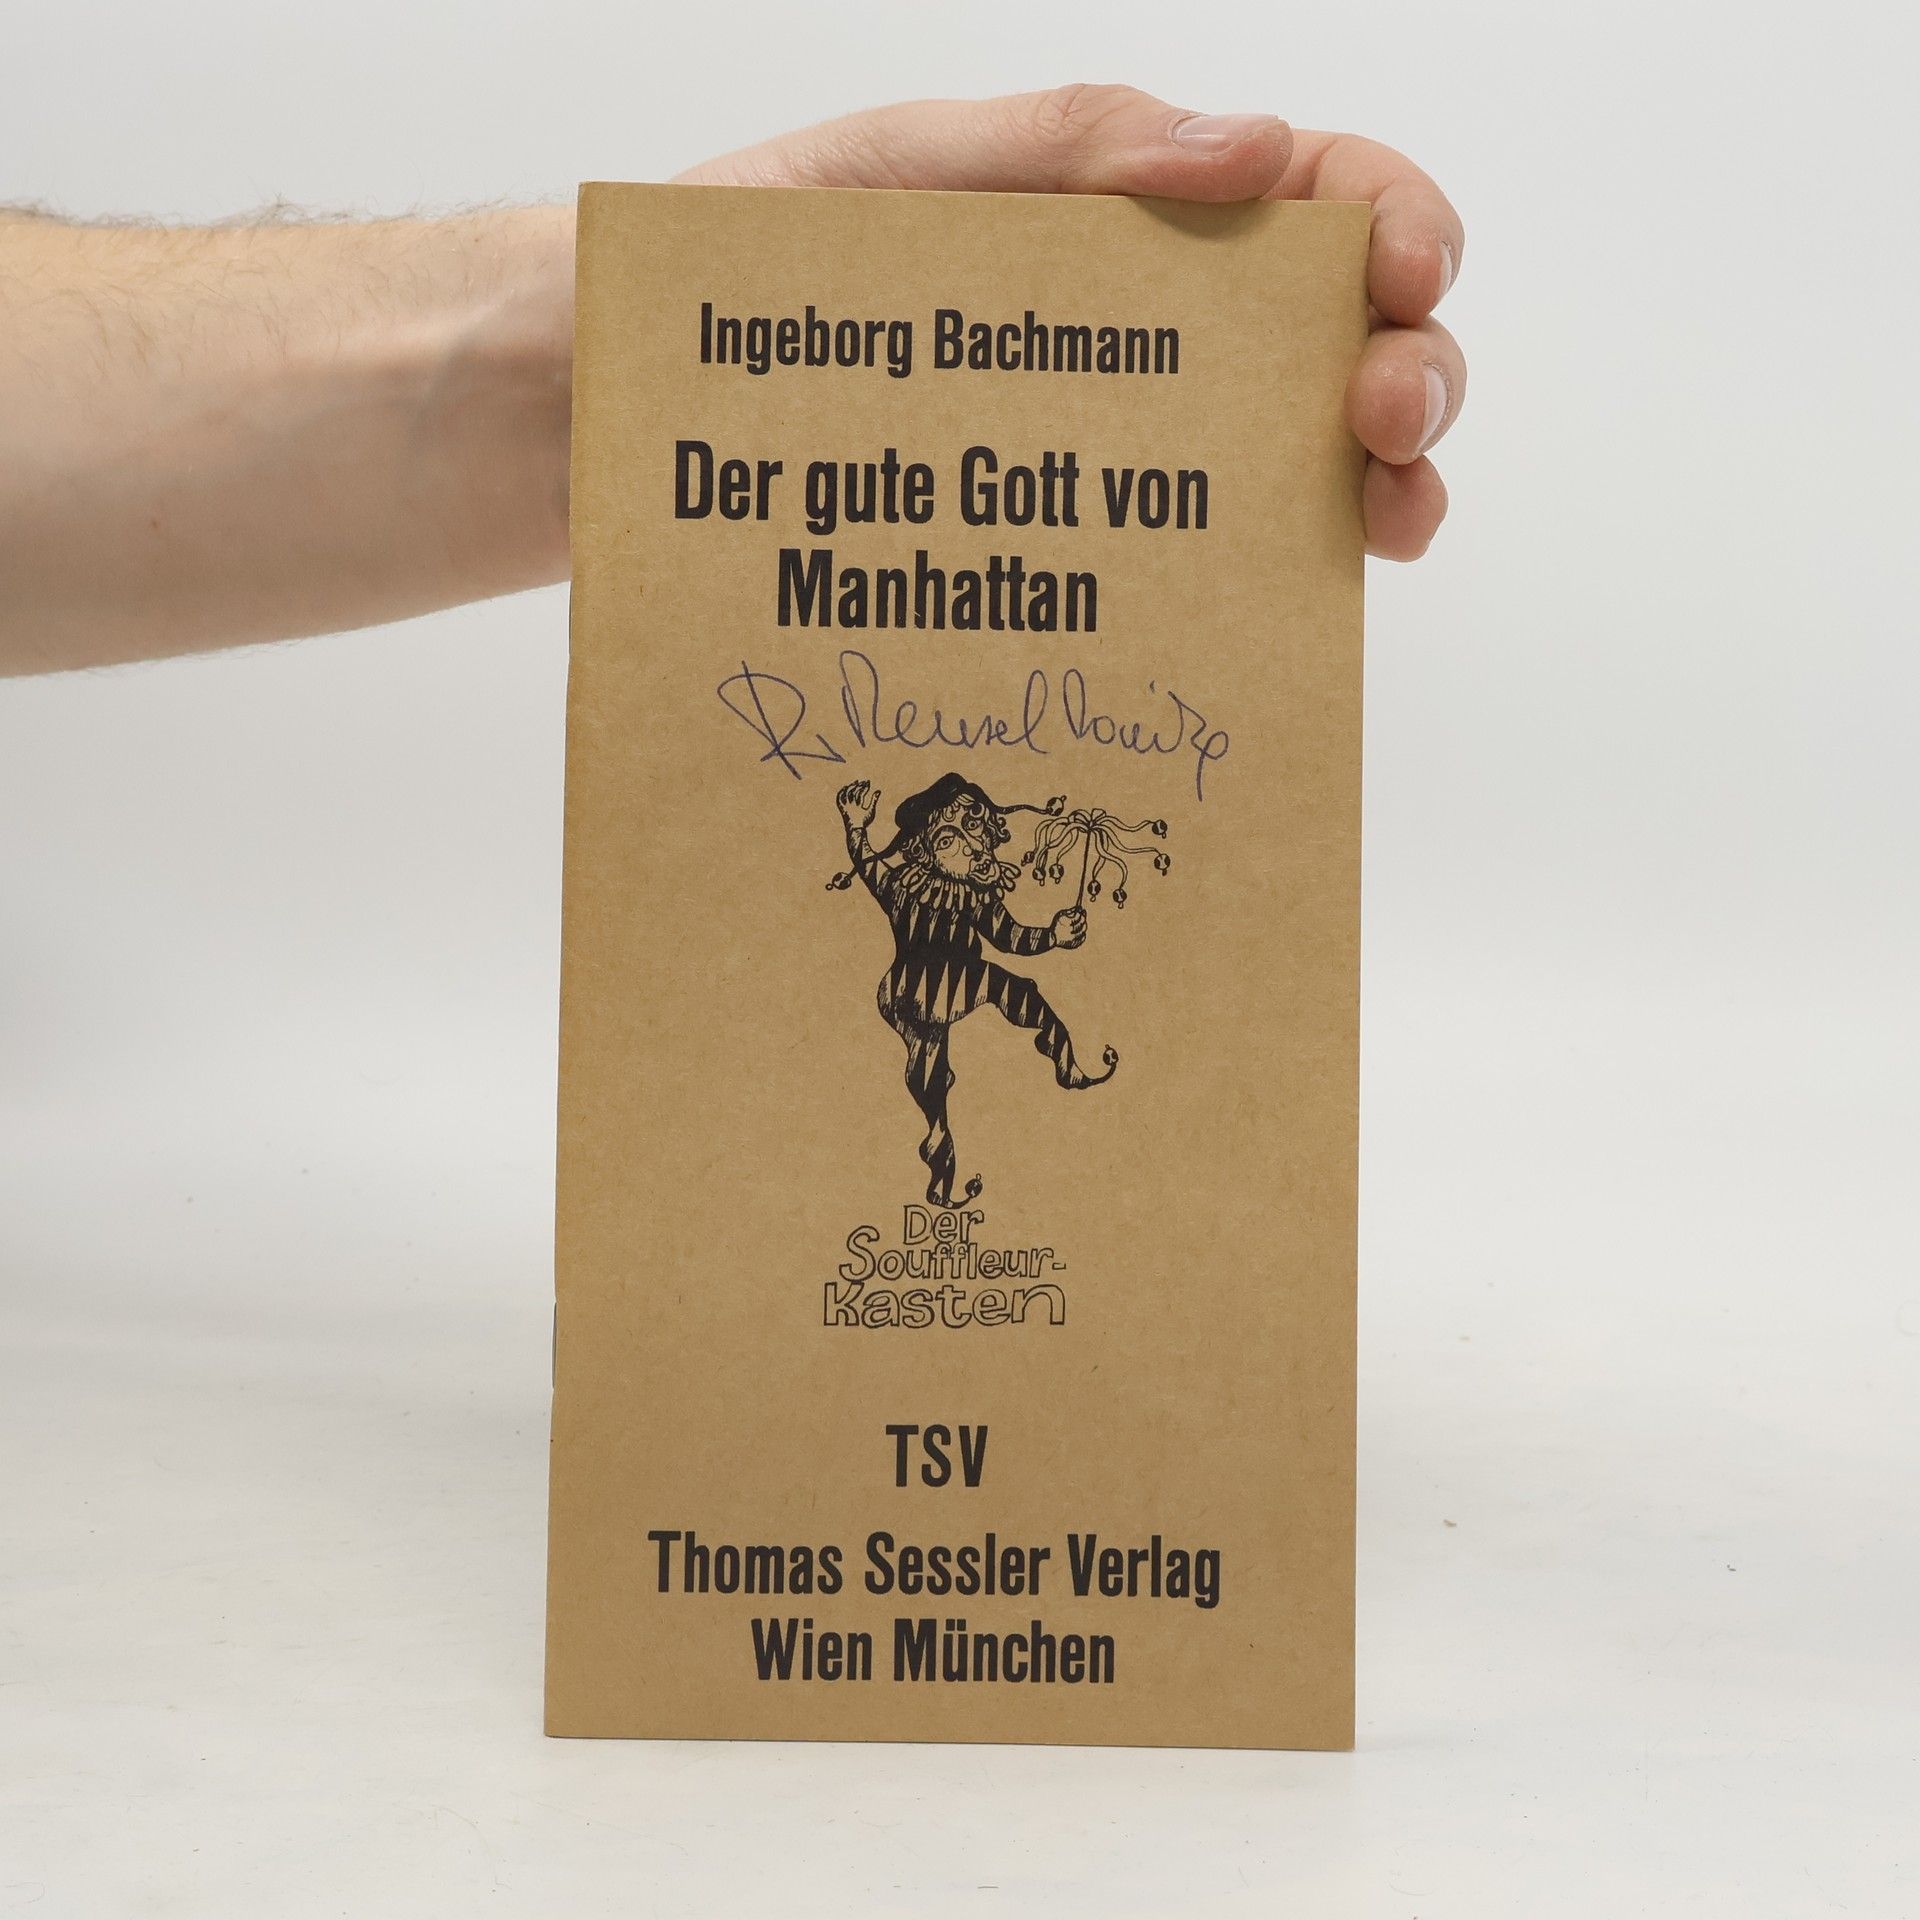 Ingeborg Bachmann
Der gute Gott von
Manhattan
R.
Der
Souffleur-
Kasten
TSV
Thomas Sessler Verlag
Wien München